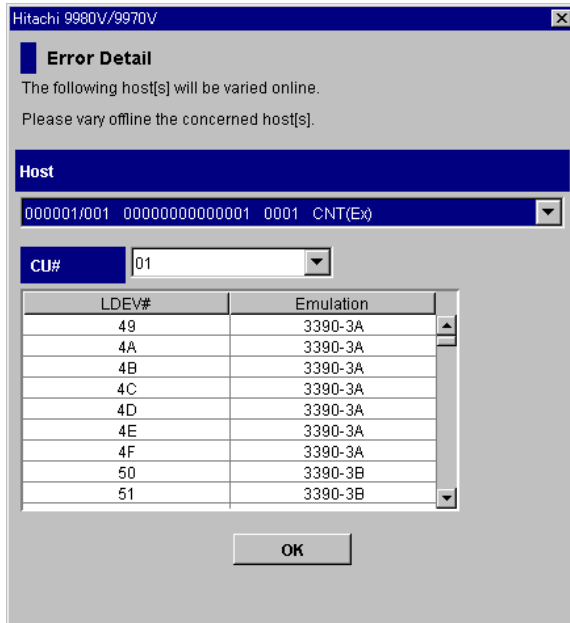 Hitachi 9980V/9970V
Error Detail
The following host[s] will be varied online.
Please vary offline the concerned host[s].
Host
000001/001 00000000000001 0001 CNT(Ex)
CU# 01
LDEV# Emulation
49 3390-3A
4A 3390-3A
4B 3390-3A
4C 3390-3A
4D 3390-3A
4E 3390-3A
4F 3390-3A
50 3390-3B
51 3390-3B
OK